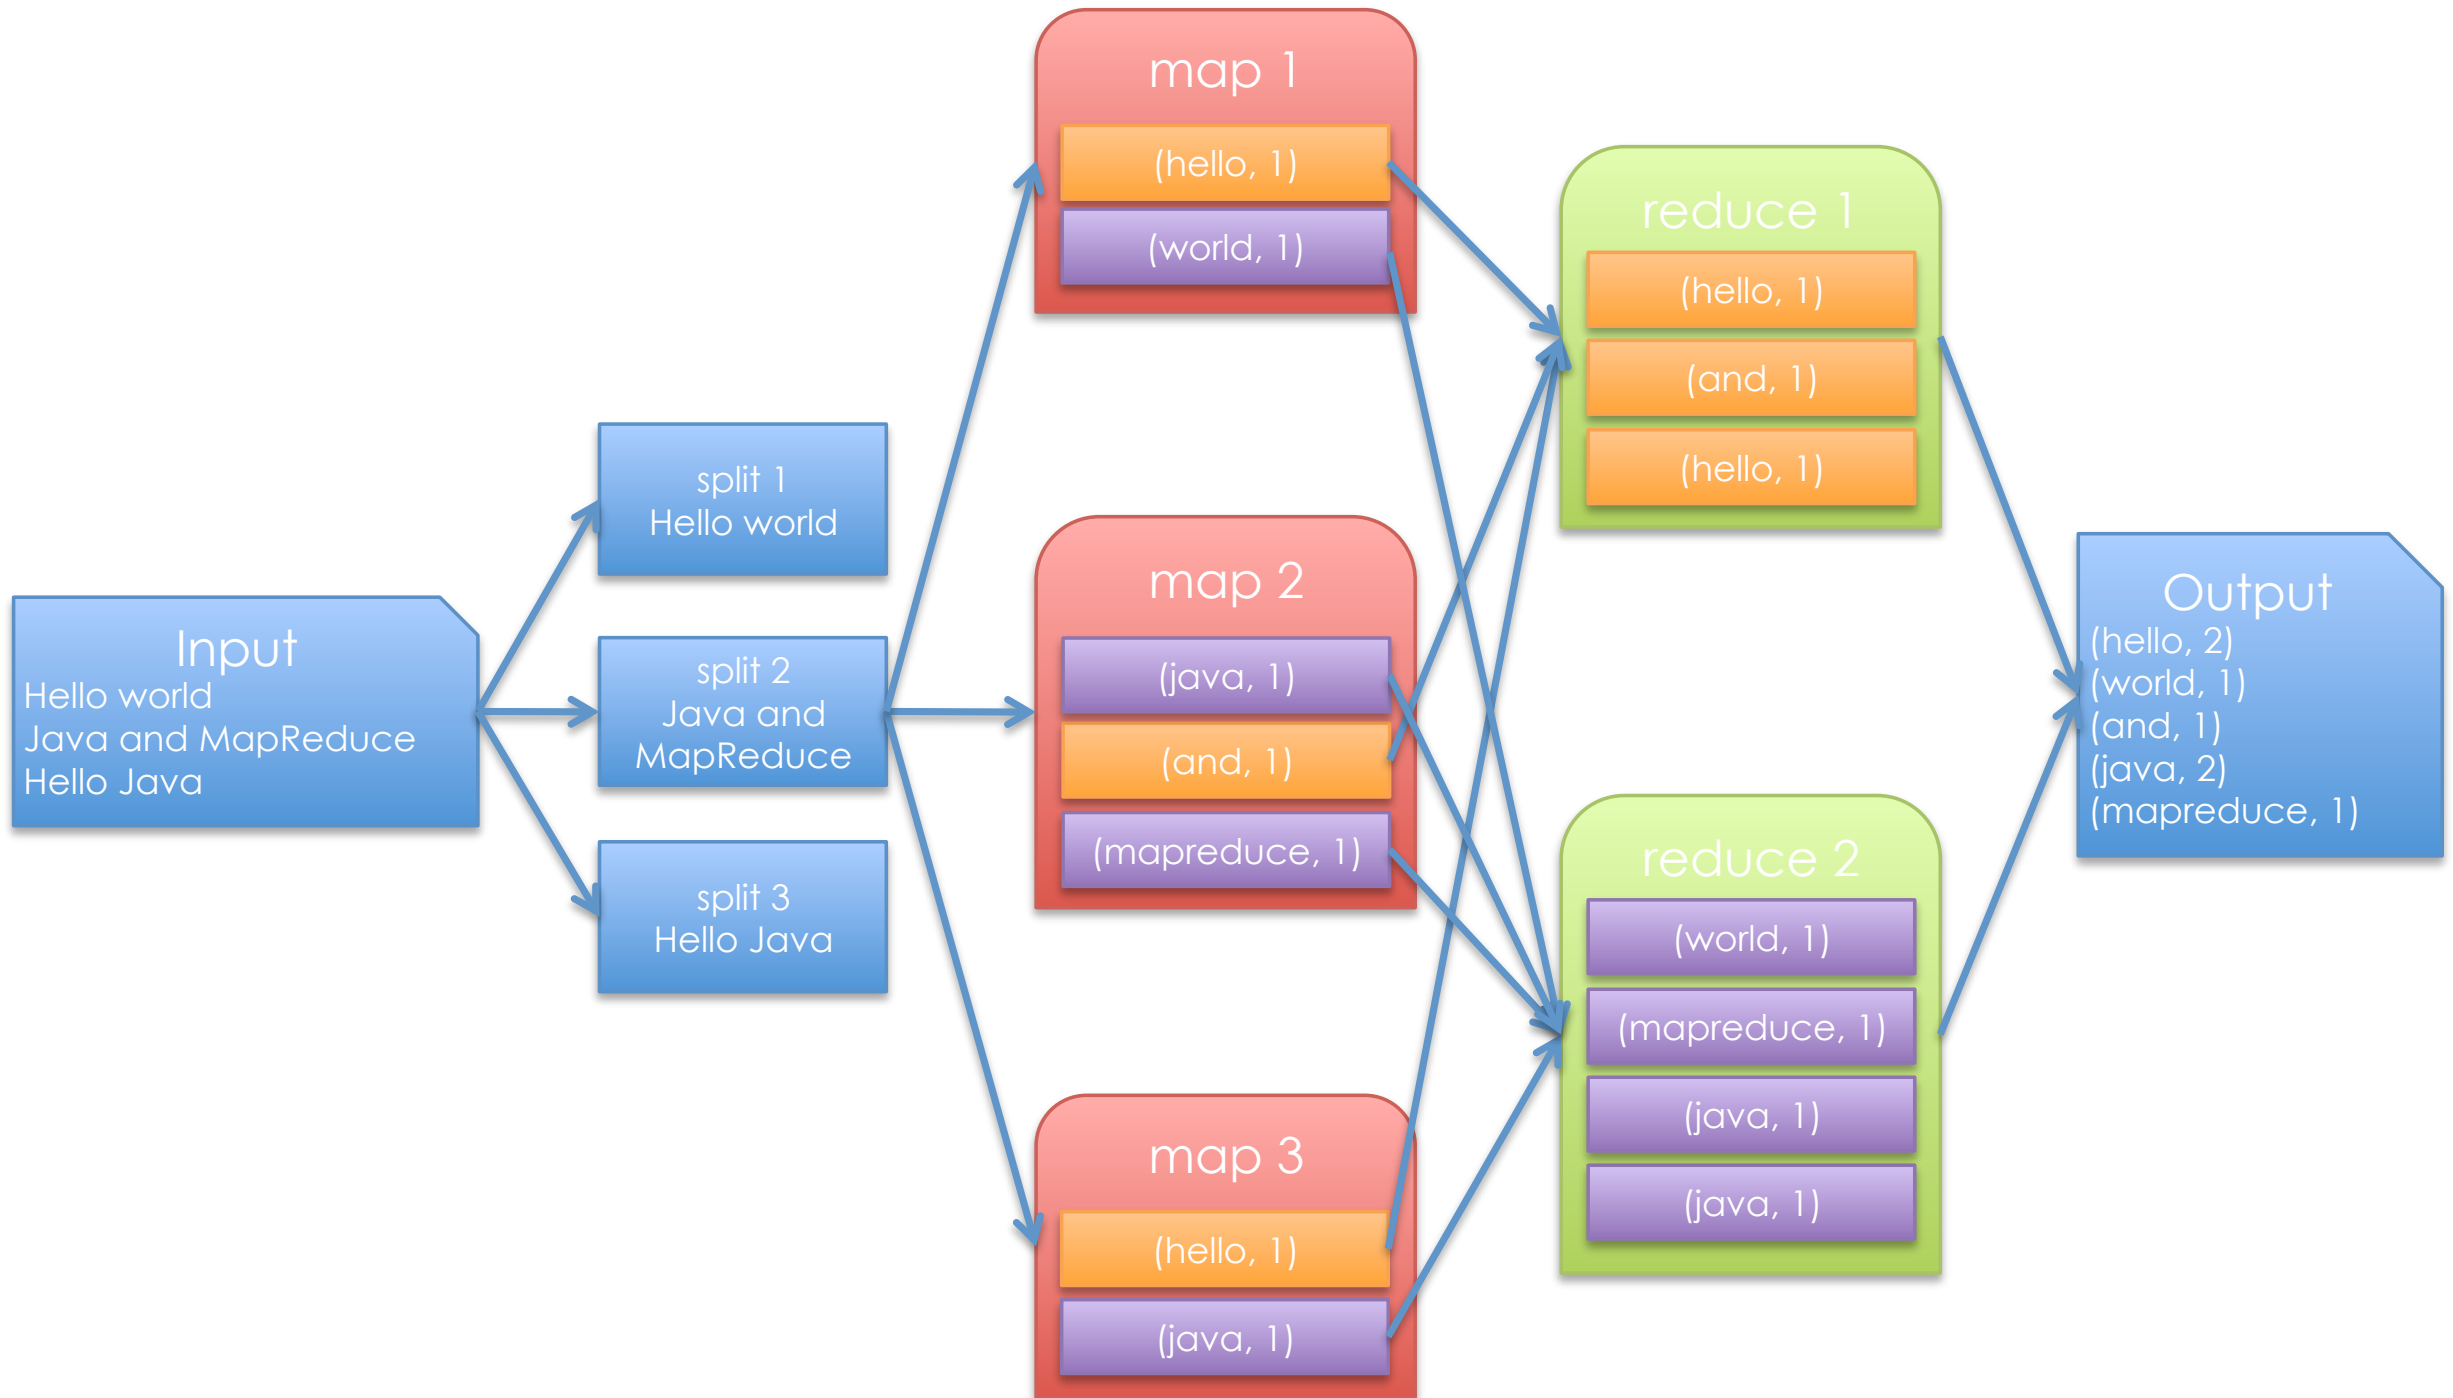 Input
Hello world
Java and MapReduce
Hello Java
split 1
Hello world
split 2
Java and
MapReduce
split 3
Hello Java
map 1
(hello, 1)
(world, 1)
map 2
(java, 1)
(and, 1)
(mapreduce, 1)
map 3
(hello, 1)
(java, 1)
reduce 1
(hello, 1)
(and, 1)
(hello, 1)
reduce 2
(world, 1)
(mapreduce, 1)
(java, 1)
(java, 1)
Output
(hello, 2)
(world, 1)
(and, 1)
(java, 2)
(mapreduce, 1)